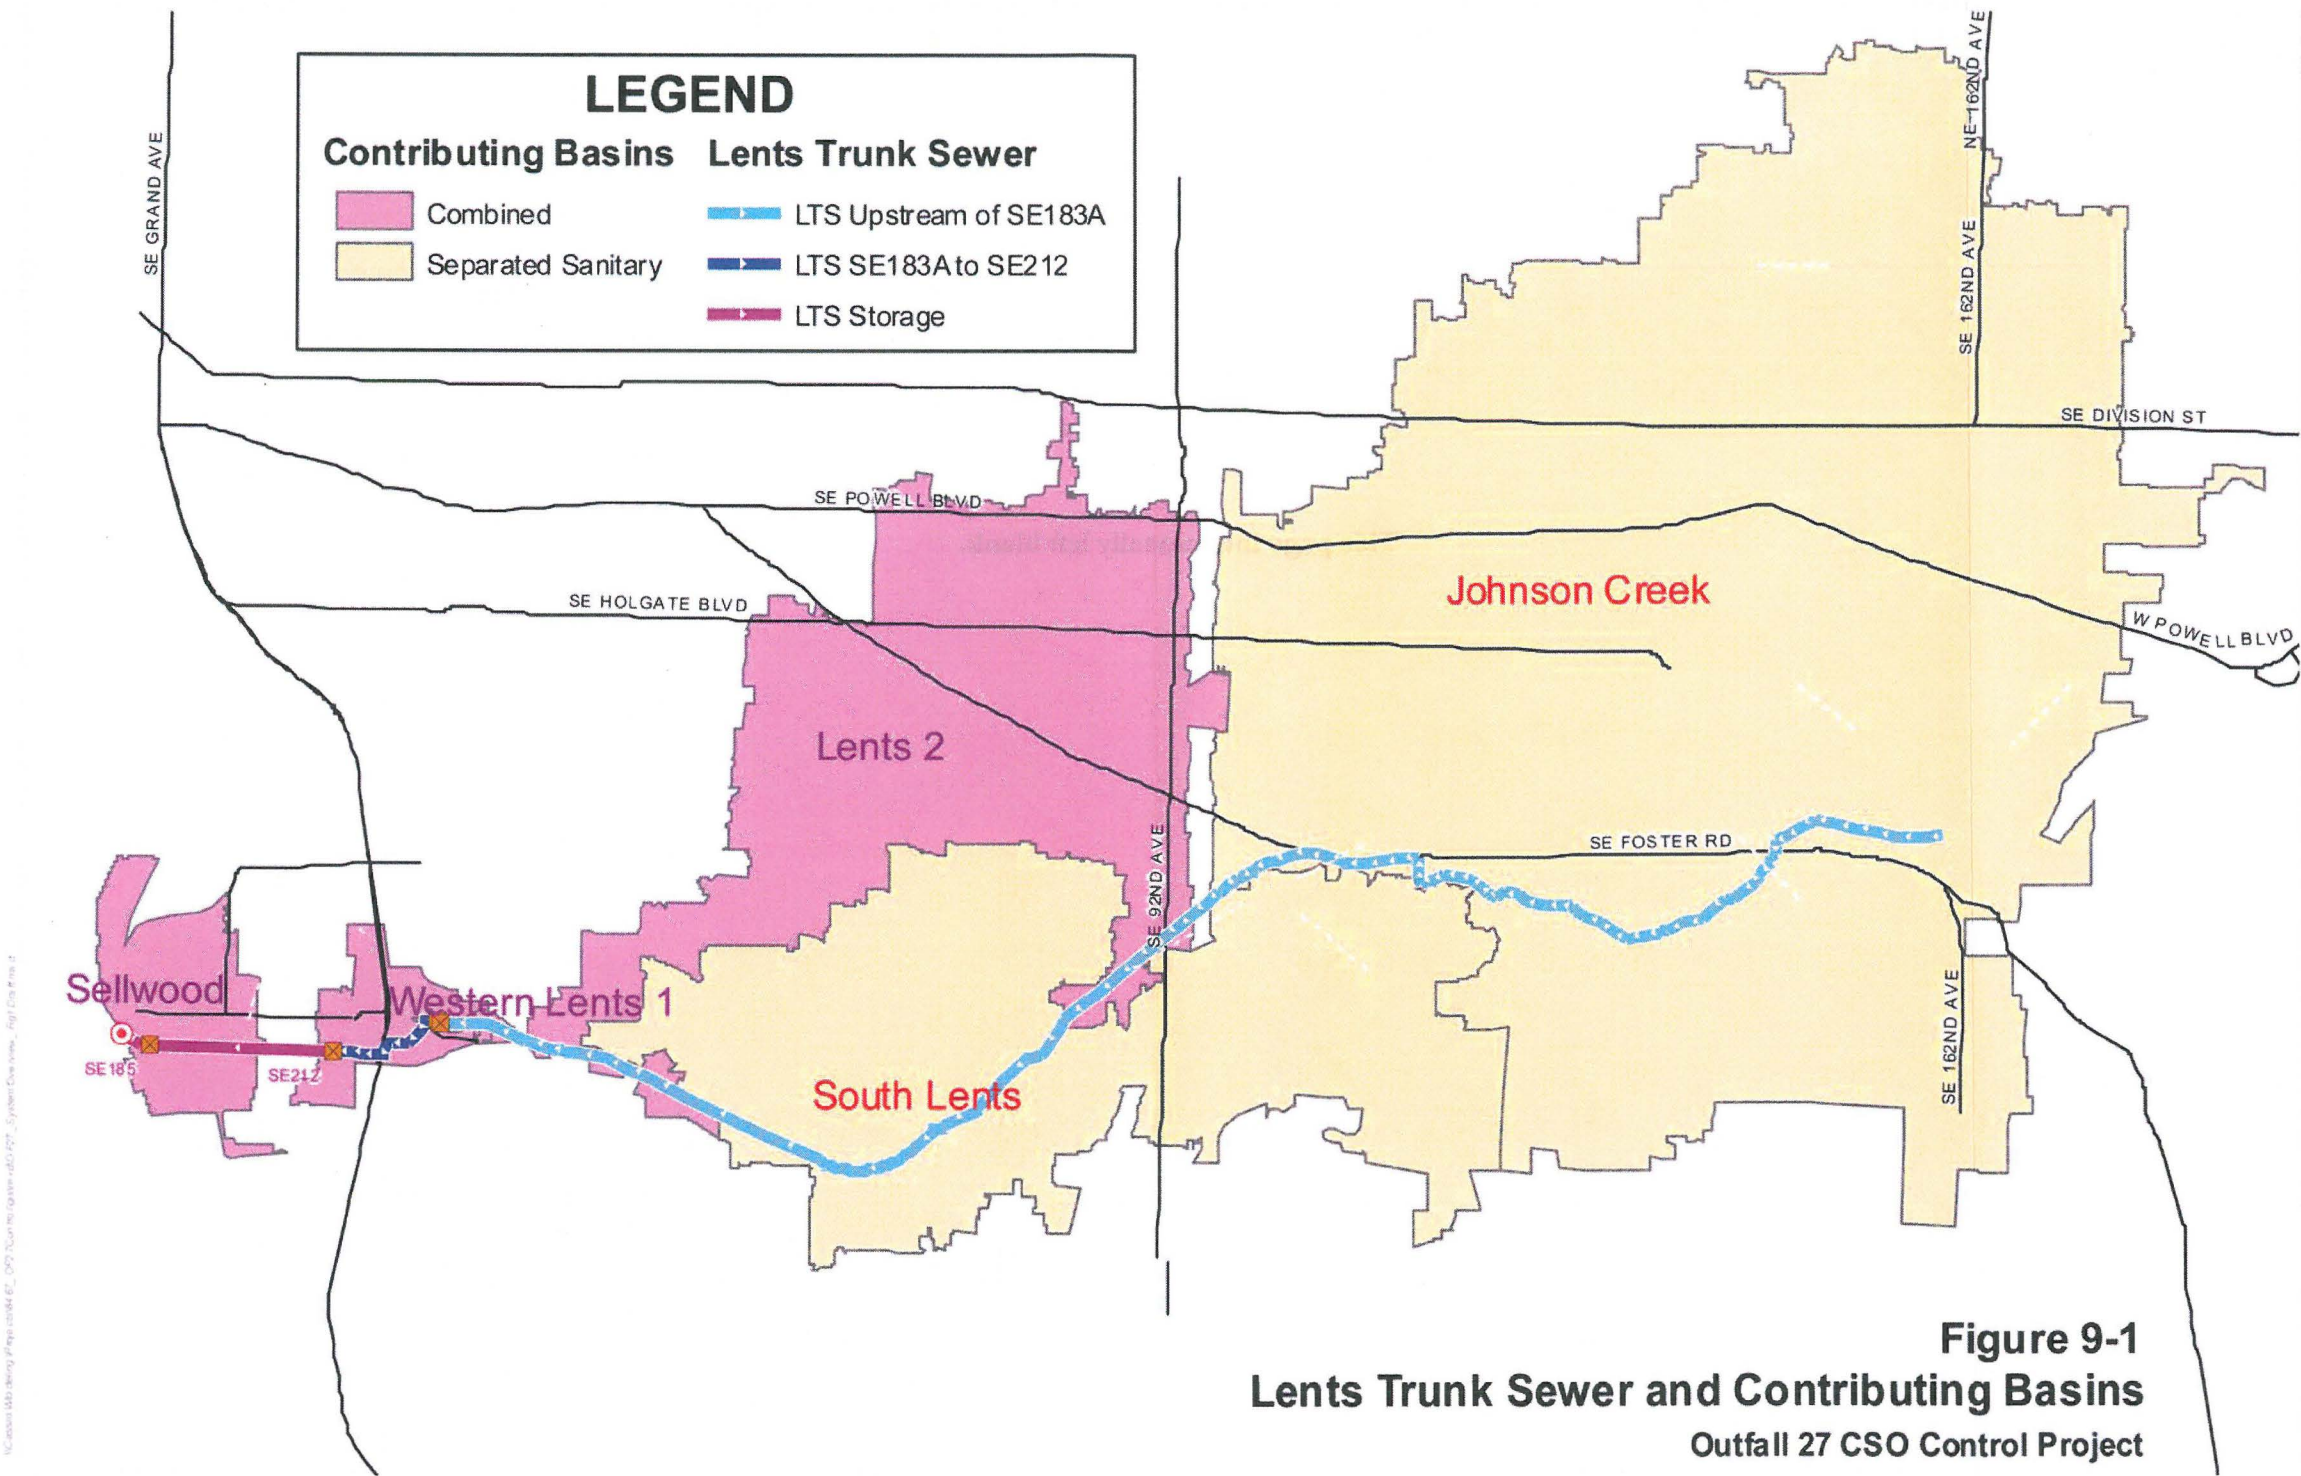 LEGEND
Contributing Basins
Combined
Separated Sanitary
Lents Trunk Sewer
LTS Upstream of SE183A
LTS SE183A to SE212
LTS Storage
SE GRAND AVE
NE 162ND AVE
SE 162ND AVE
SE DIVISION ST
SE POWELL BLVD
W POWELL BLVD
SE HOLGATE BLVD
Johnson Creek
Lents 2
SE FOSTER RD
SE 92ND AVE
Sellwood
Western Lents 1
SE185
SE212
South Lents
SE 162ND AVE
Figure 9-1
Lents Trunk Sewer and Contributing Basins
Outfall 27 CSO Control Project